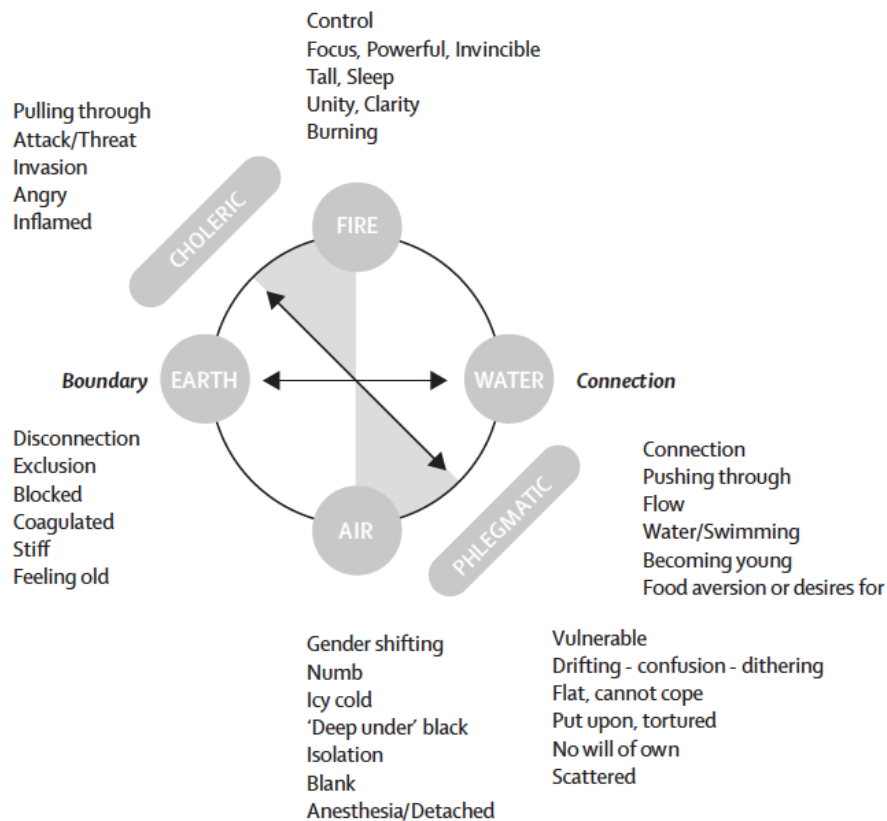 Control
Focus, Powerful, Invincible
Tall, Sleep
Unity, Clarity
Burning
Pulling through
Attack/Threat
Invasion
Angry
Inflamed
CHOLERIC
FIRE
Boundary
EARTH
WATER
Connection
Disconnection
Exclusion
Blocked
Coagulated
Stiff
Feeling old
AIR
PHLEGMATIC
Connection
Pushing through
Flow
Water/Swimming
Becoming young
Food aversion or desires for
Gender shifting
Numb
Icy cold
‘Deep under’ black
Isolation
Blank
Anesthesia/Detached
Vulnerable
Drifting - confusion - dithering
Flat, cannot cope
Put upon, tortured
No will of own
Scattered